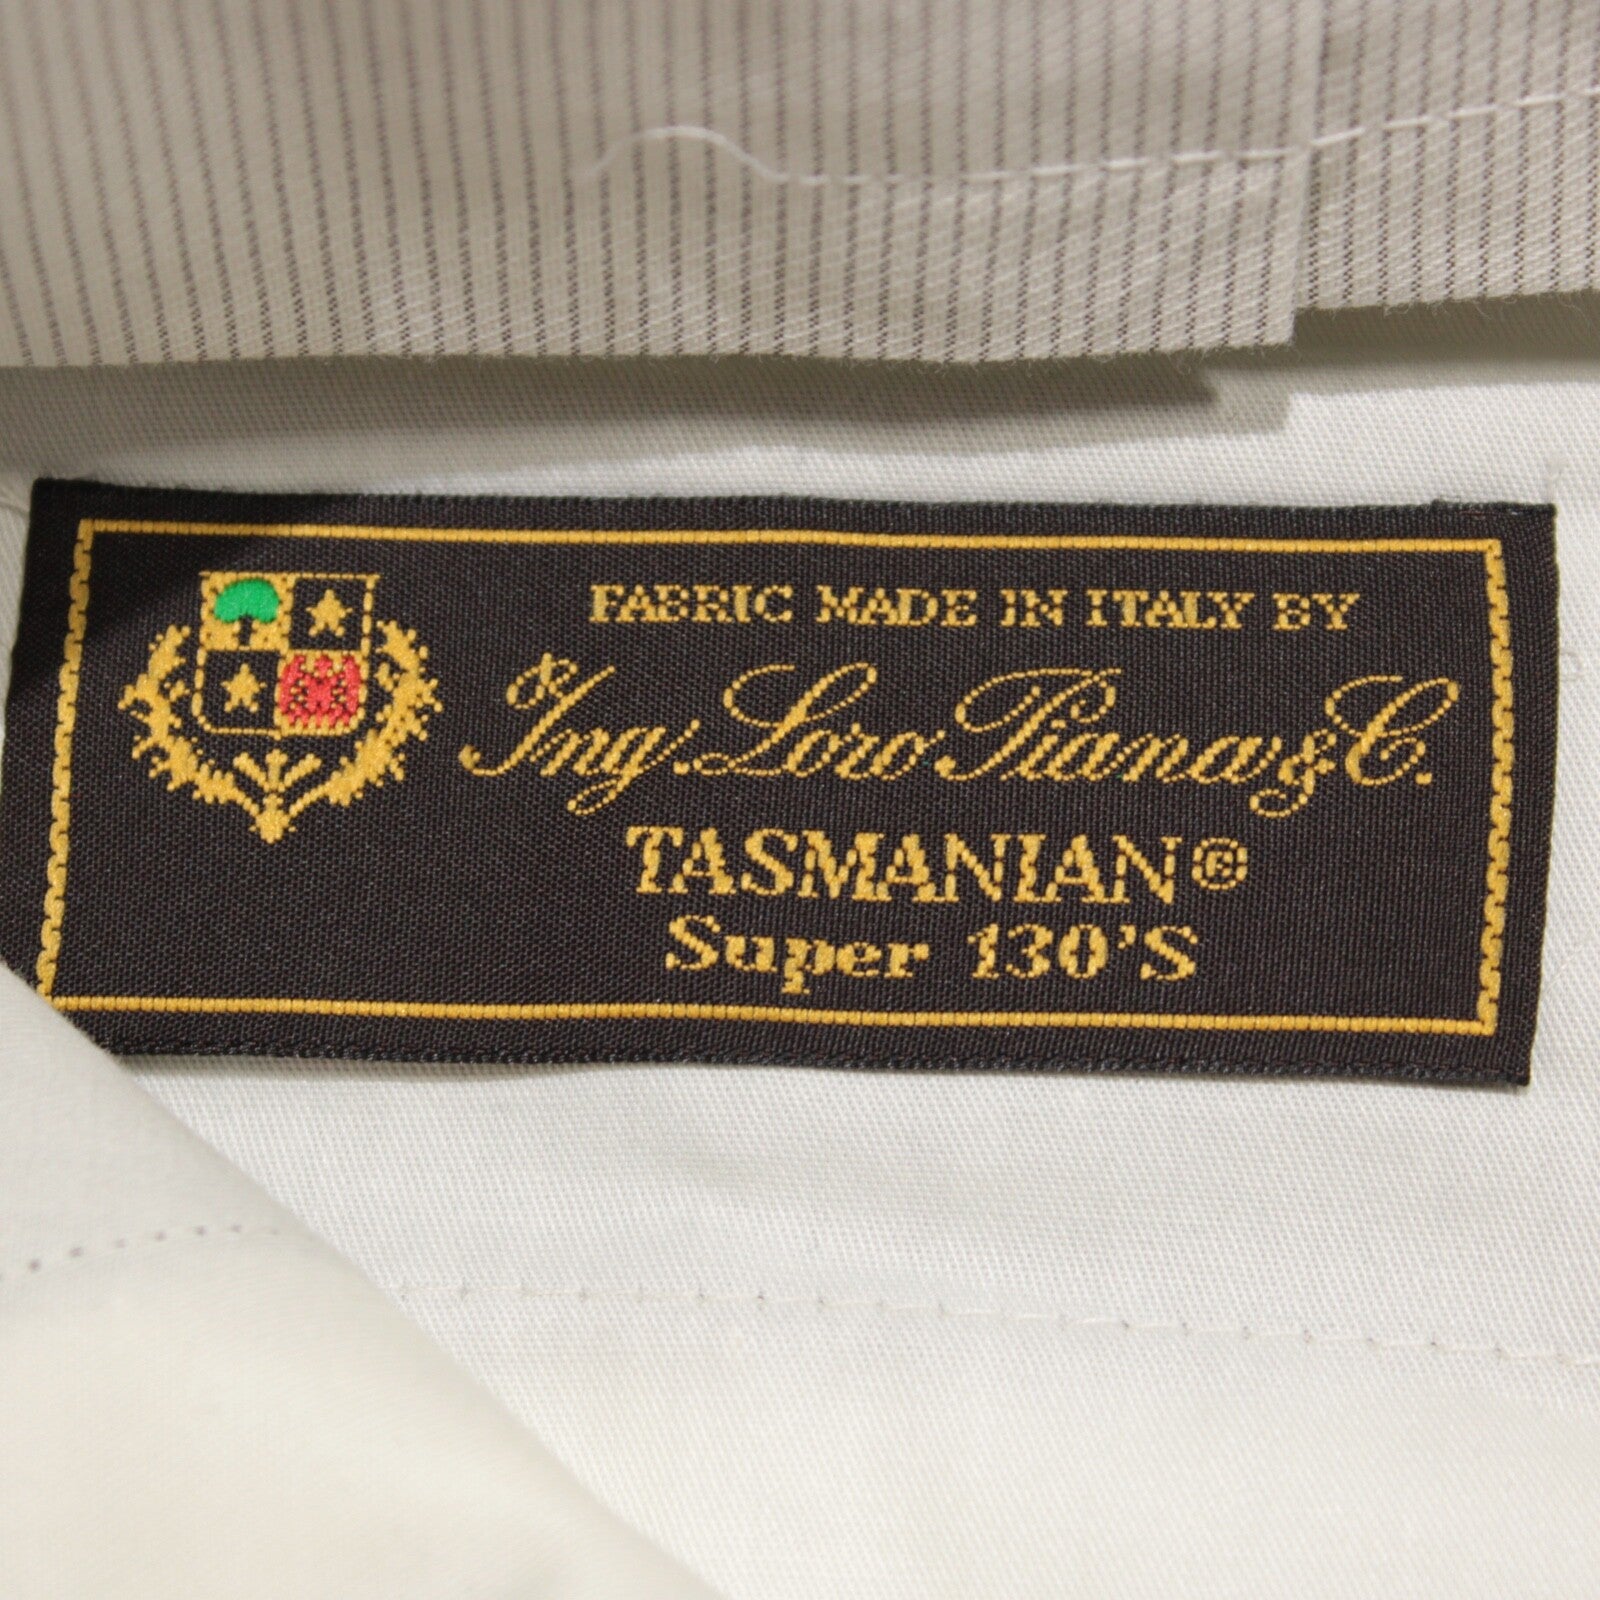 FABRIC MADE IN ITALY BY
Ing. Loro Piana & C.
TASMANIAN®
Super 130'S